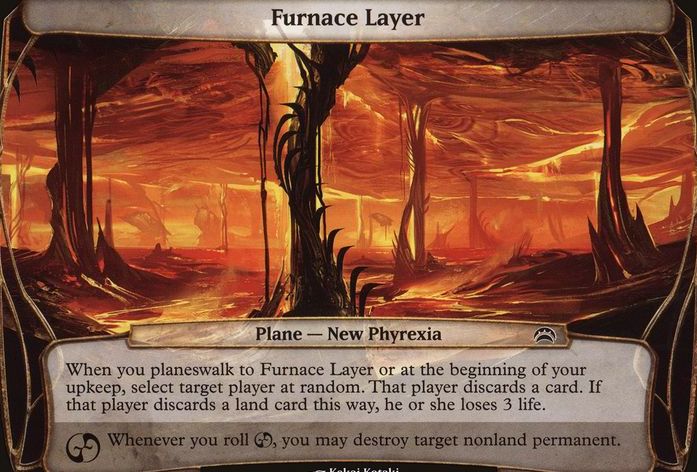 Furnace Layer
Plane — New Phyrexia
When you planeswalk to Furnace Layer or at the beginning of your
upkeep, select target player at random. That player discards a card. If
that player discards a land card this way, he or she loses 3 life.
Whenever you roll , you may destroy target nonland permanent.